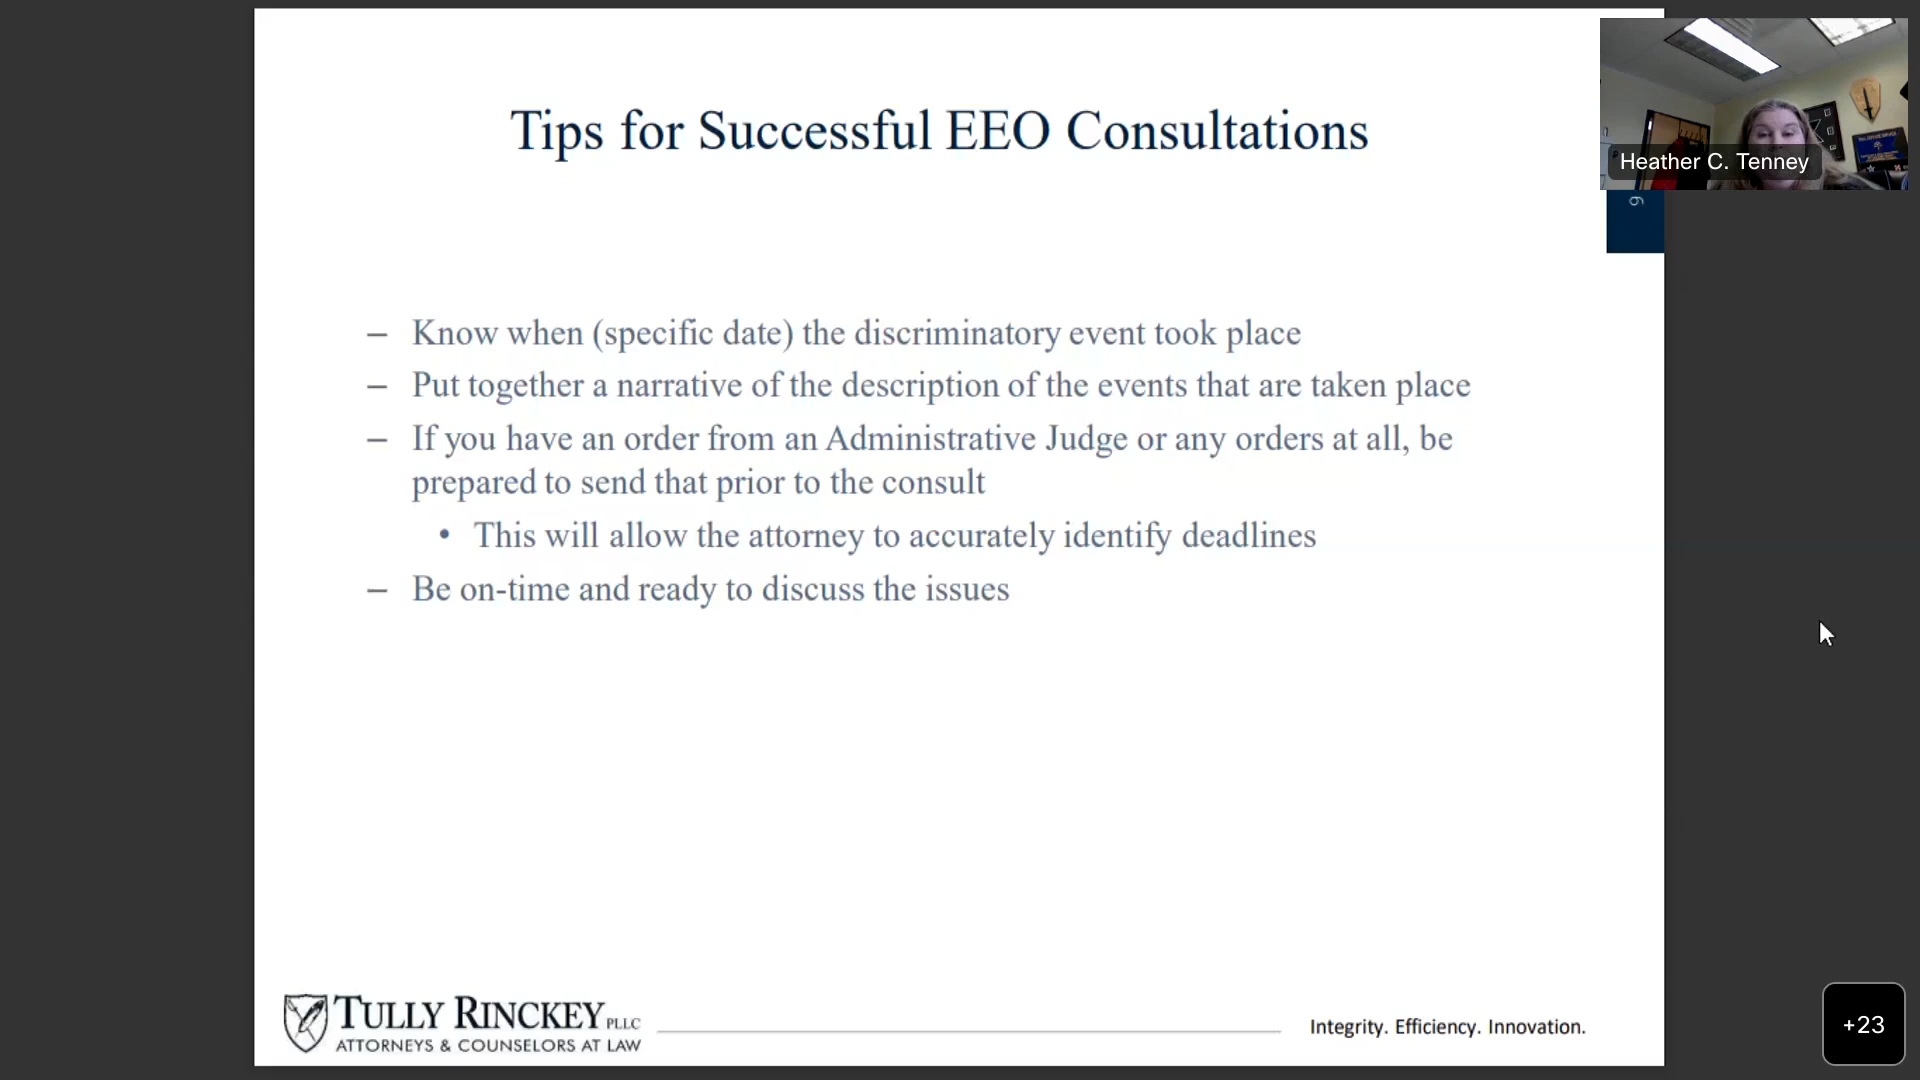 Tips for Successful EEO Consultations
Heather C. Tenney
9
– Know when (specific date) the discriminatory event took place
– Put together a narrative of the description of the events that are taken place
– If you have an order from an Administrative Judge or any orders at all, be
prepared to send that prior to the consult
• This will allow the attorney to accurately identify deadlines
– Be on-time and ready to discuss the issues
TULLY RINCKEY PLLC
ATTORNEYS & COUNSELORS AT LAW
Integrity. Efficiency. Innovation.
+23